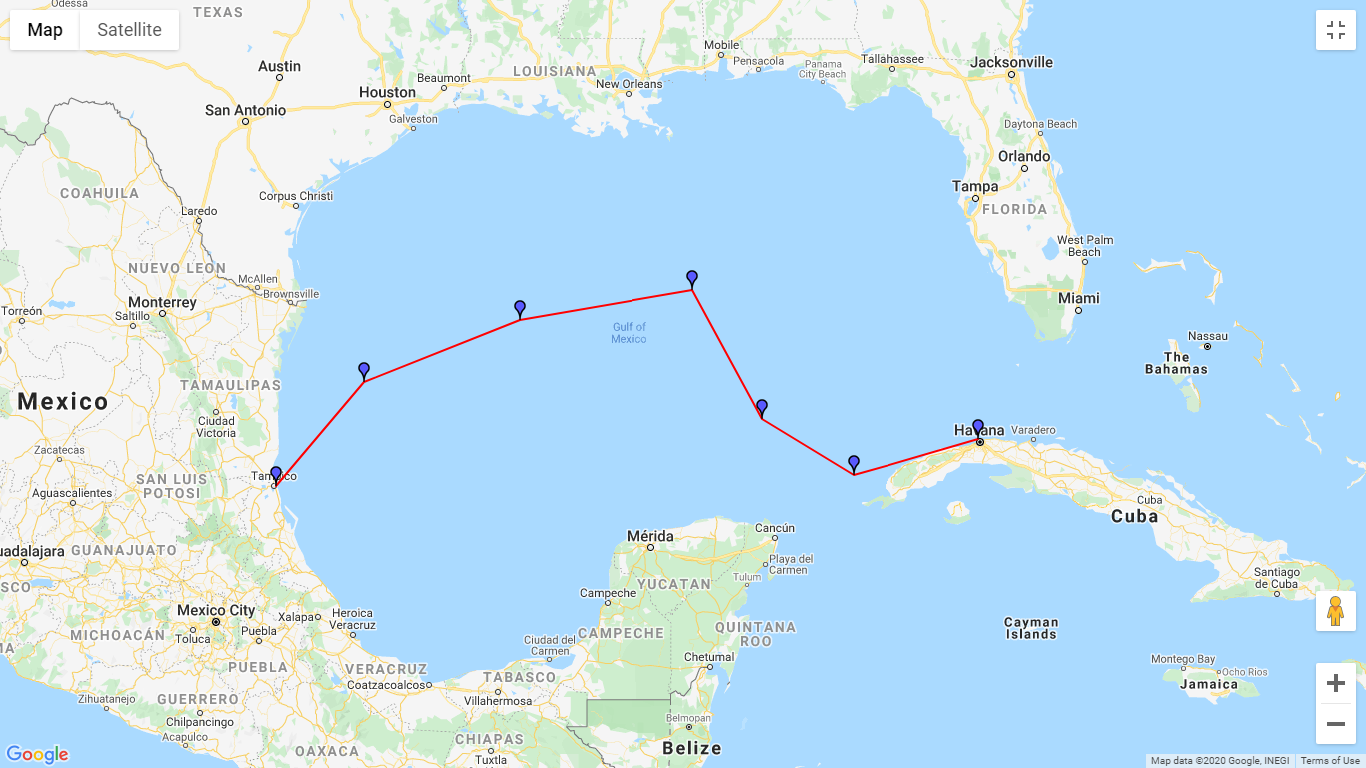 Odessa
TEXAS
Map
Satellite
Austin
San Antonio
Houston
Beaumont
Galveston
LOUISIANA
New Orleans
Mobile
Pensacola
Panama
City Beach
Tallahassee
Jacksonville
Daytona Beach
Orlando
Tampa
FLORIDA
West Palm
Beach
Miami
COAHUILA
Corpus Christi
Laredo
NUEVO LEON
McAllen
Brownsville
Torreón
Monterrey
Saltillo
Gulf of
Mexico
Nassau
The
Bahamas
TAMAULIPAS
Mexico
Ciudad
Victoria
Havana
Varadero
Zacatecas
SAN LUIS
POTOSI
Tampico
Aguascalientes
Cuba
Cuba
Mérida
Cancún
uadalajara
GUANAJUATO
Playa del
Carmen
YUCATAN
Tulum
Santiago
de Cuba
SCO
Campeche
Mexico City
Xalapa
Heroica
Veracruz
Cayman
Islands
MICHOACÁN
Toluca
Puebla
Ciudad del
Carmen
CAMPECHE
QUINTANA
ROO
MA
PUEBLA
VERACRUZ
Chetumal
Coatzacoalcos
TABASCO
Montego Bay
Ocho Rios
Jamaica
Zihuatanejo
GUERRERO
Villahermosa
Chilpancingo
Belmopan
Acapulco
CHIAPAS
Belize
OAXACA
Tuxtla
Google
Map data ©2020 Google, INEGI
Terms of Use